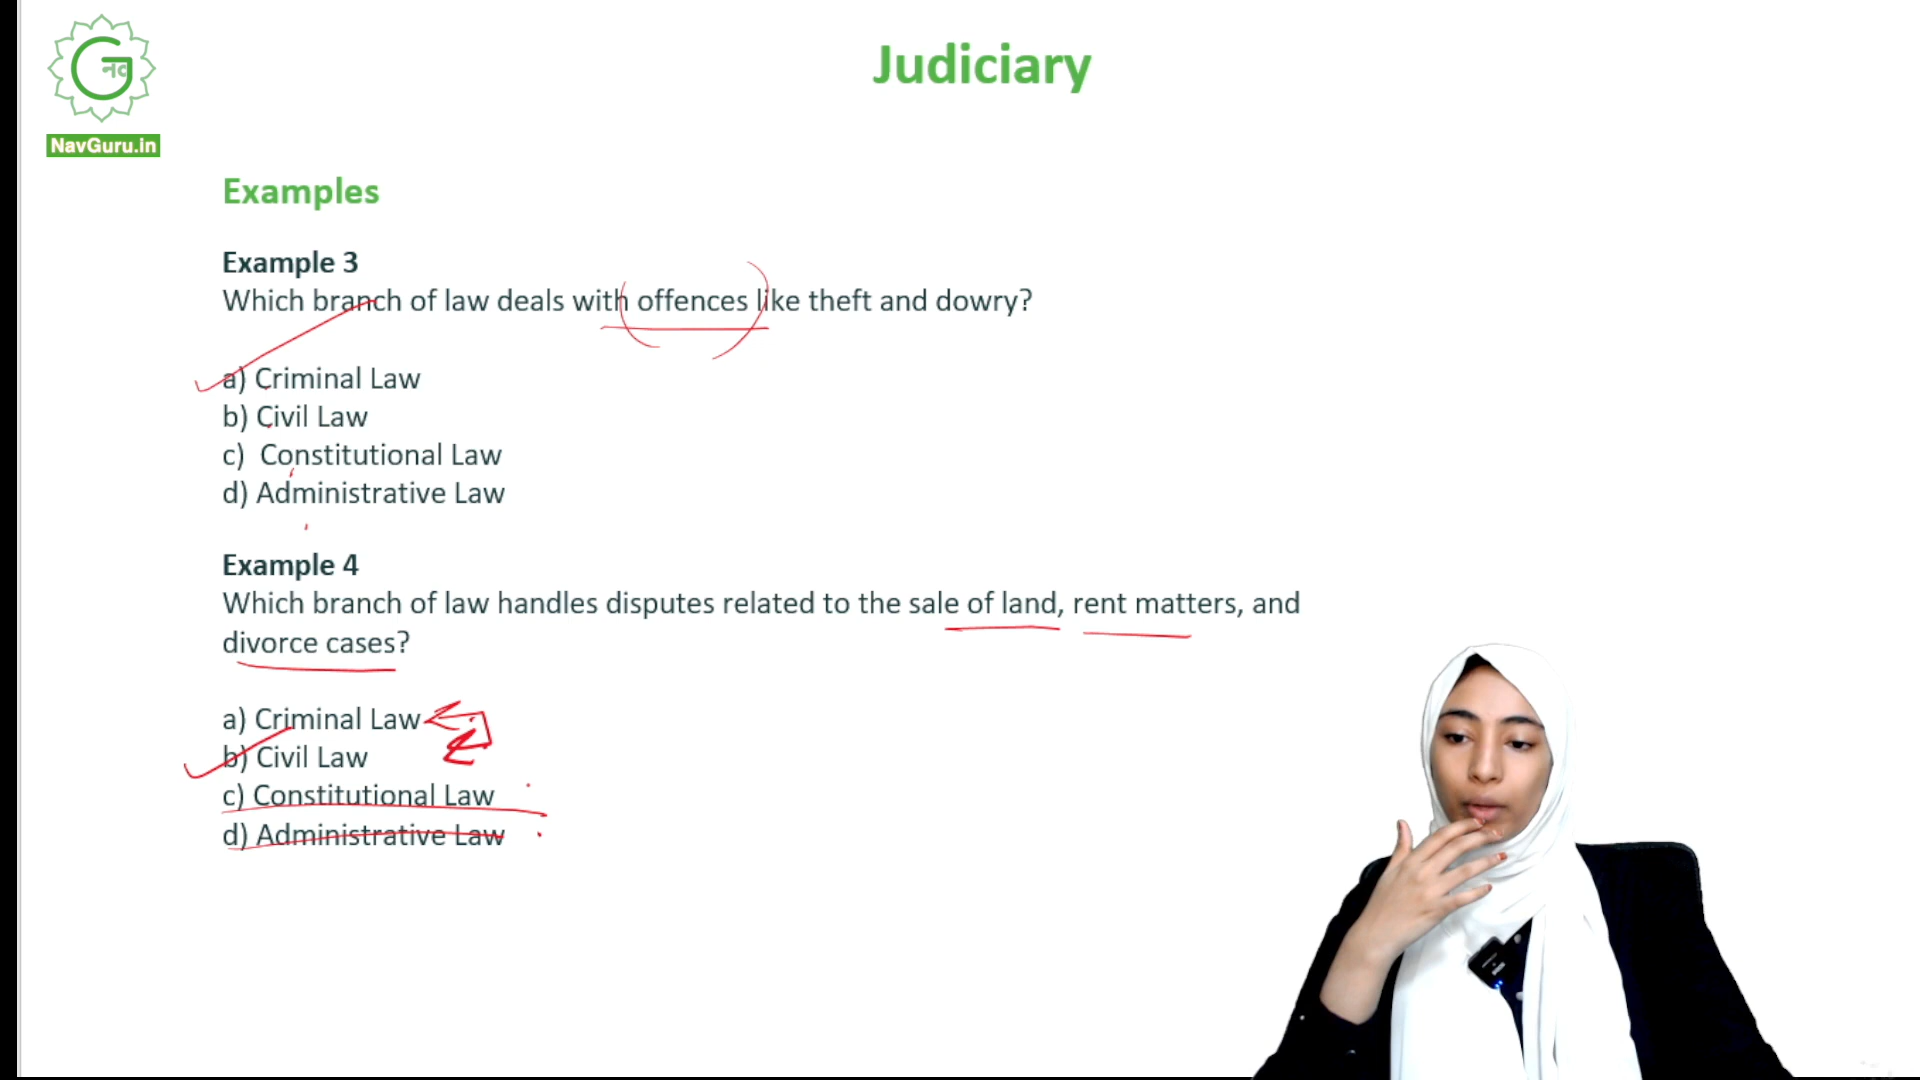 नव
NavGuru.in
Judiciary
Examples
Example 3
Which branch of law deals with offences like theft and dowry?
a) Criminal Law
b) Civil Law
c) Constitutional Law
d) Administrative Law
Example 4
Which branch of law handles disputes related to the sale of land, rent matters, and
divorce cases?
a) Criminal Law
b) Civil Law
c) Constitutional Law
d) Administrative Law